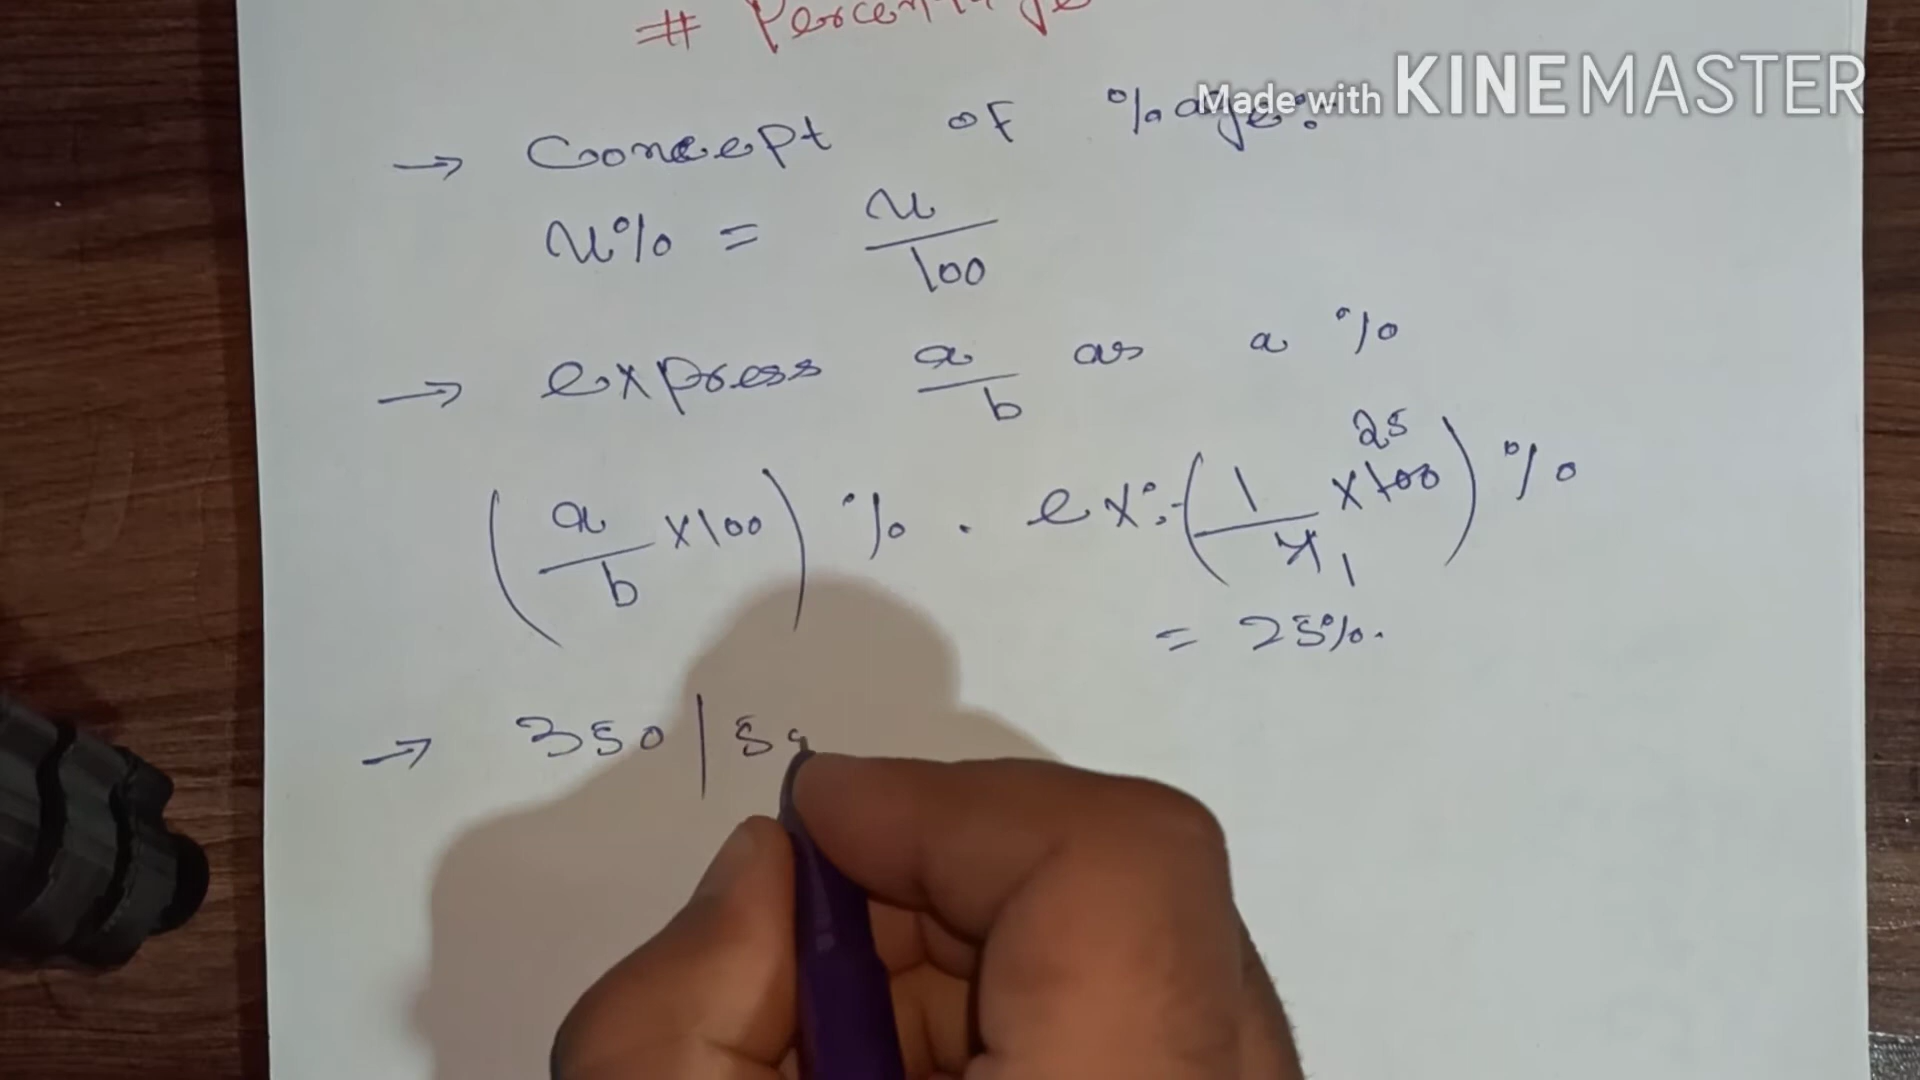 # Percentage
Made with KINEMASTER
→ Concept of %age:
x% = x/100
→ express a/b as a %
(a/b ×100) % . ex:- (1/4 ×100) %
25
1
= 25%.
→ 350 | 5